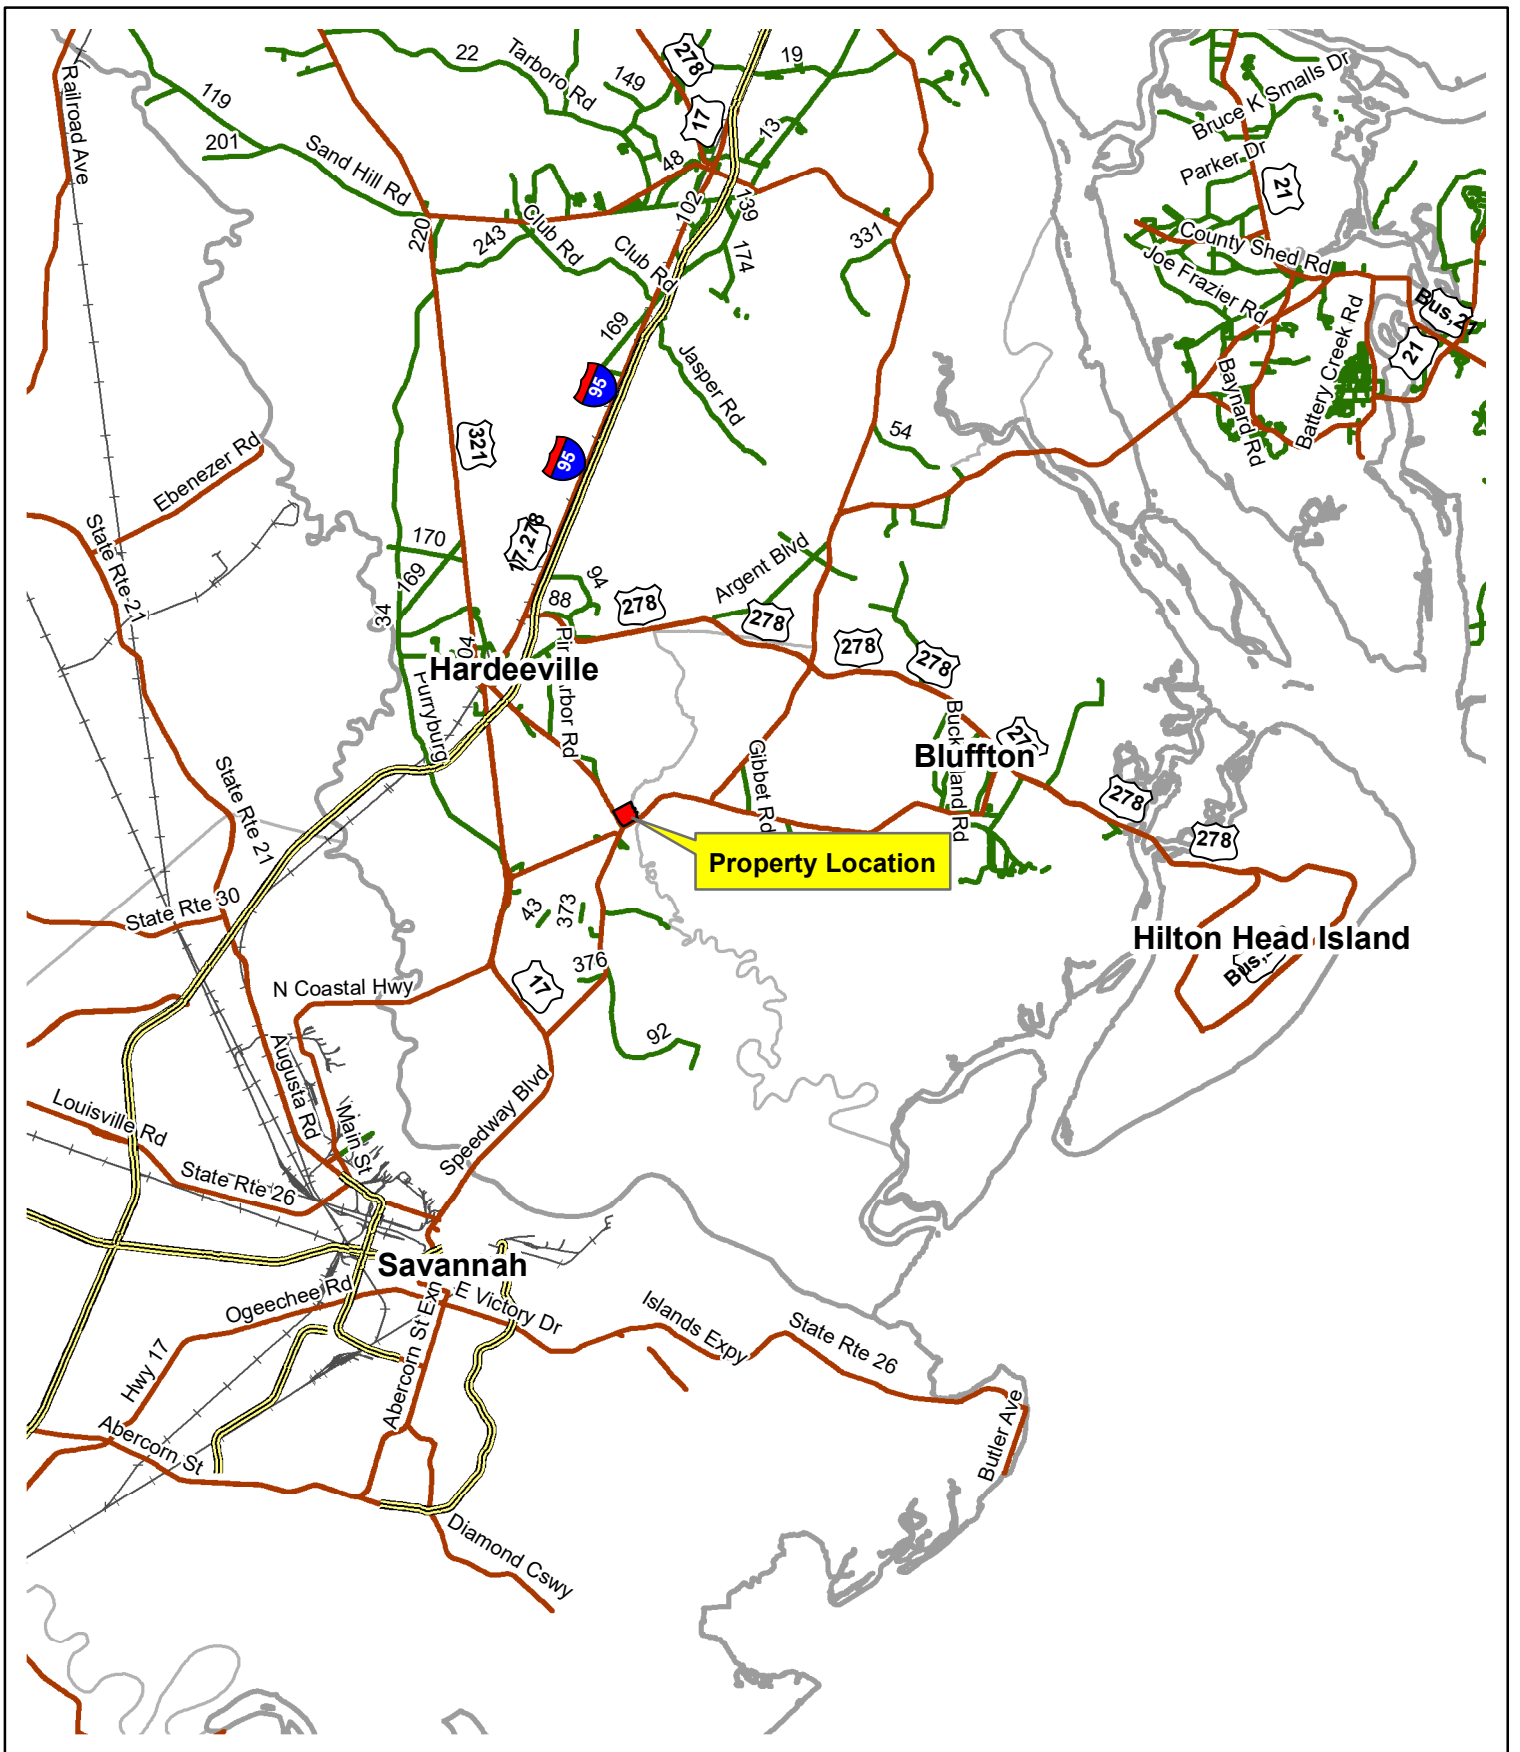 22
Tarboro Rd
278
19
Railroad Ave
119
149
17
13
Bruce K Smalls Dr
201
Sand Hill Rd
48
Parker Dr
21
102
139
220
243
Club Rd
Club Rd
174
331
County Shed Rd
Joe Frazier Rd
Bus,21
169
95
Jasper Rd
21
Battery Creek Rd
Baynard Rd
321
95
54
Ebenezer Rd
State Rte 21
170
17,278
169
94
Argent Blvd
34
88
278
278
278
278
Hardeeville
Purryburg
Rd
Bluffton
State Rte 21
Gibbet Rd
278
278
Property Location
State Rte 30
43
373
Hilton Head Island
376
N Coastal Hwy
17
92
Augusta Rd
Louisville Rd
Main St
Speedway Blvd
State Rte 26
Savannah
Ogeechee Rd
E Victory Dr
Islands Expy
State Rte 26
Hwy 17
Abercorn St Exn
Butler Ave
Abercorn St
Diamond Cswy